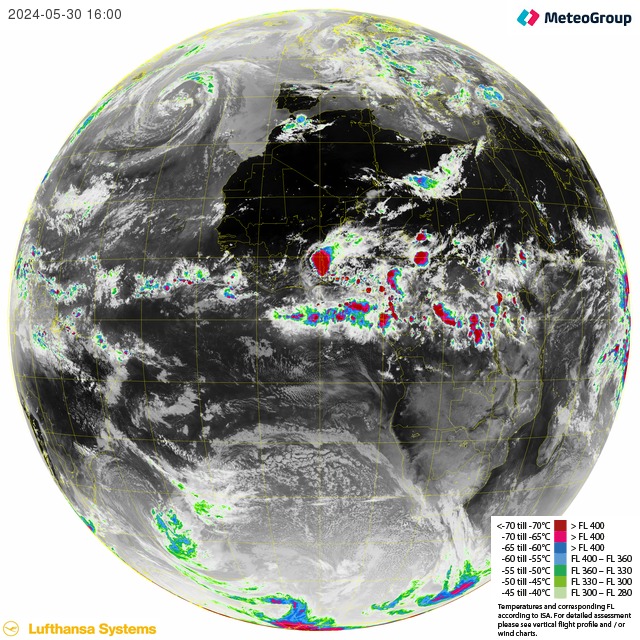 2024-05-30 16:00
MeteoGroup
<-70 till -70°C > FL 400
-70 till -65°C > FL 400
-65 till -60°C > FL 400
-60 till -55°C FL 400 – FL 360
-55 till -50°C FL 360 – FL 330
-50 till -45°C FL 330 – FL 300
-45 till -40°C FL 300 – FL 280
Temperatures and corresponding FL
according to ISA. For detailed assessment
please see vertical flight profile and / or
wind charts.
Lufthansa Systems